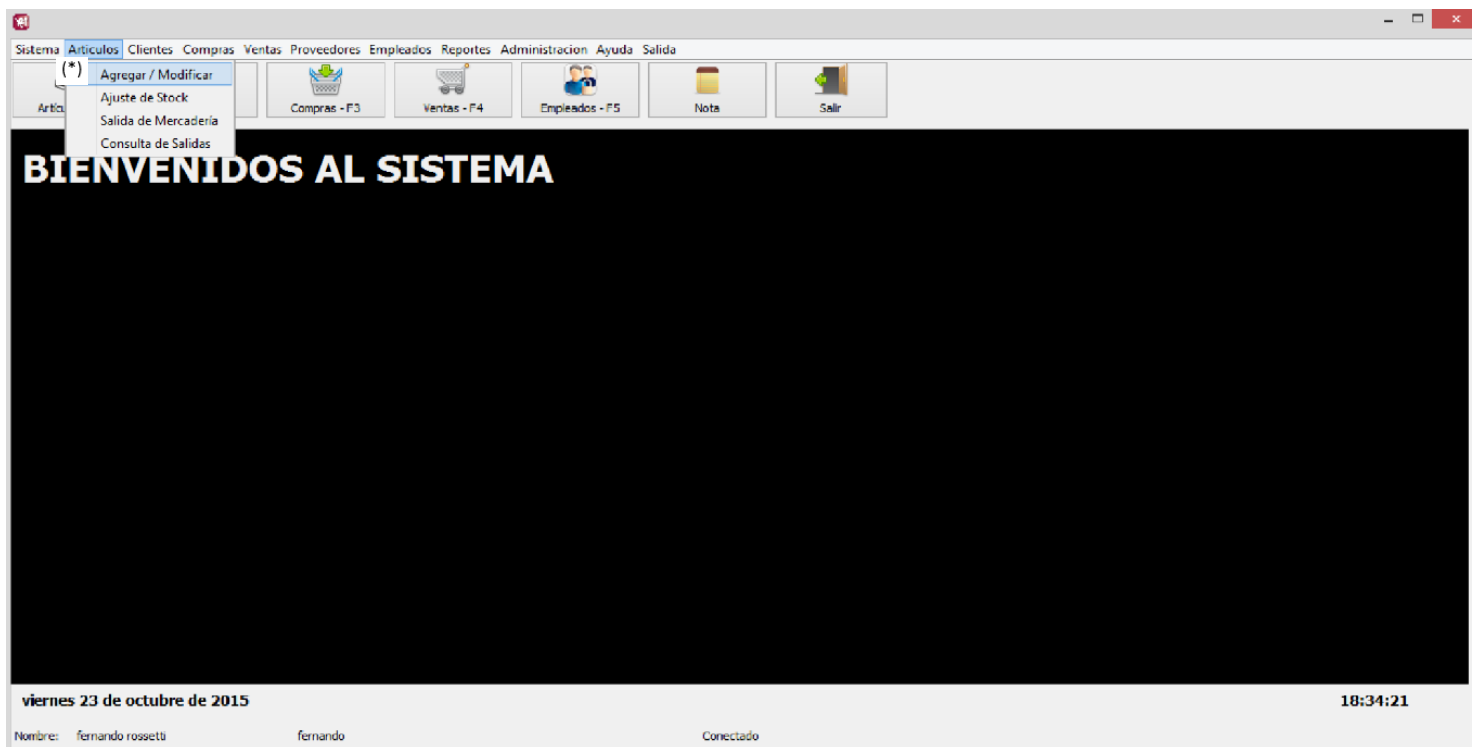 Sistema Articulos Clientes Compras Ventas Proveedores Empleados Reportes Administracion Ayuda Salida
(*) Agregar / Modificar
Ajuste de Stock
Salida de Mercadería
Consulta de Salidas
Compras - F3 Ventas - F4 Empleados - F5 Nota Salir
BIENVENIDOS AL SISTEMA
viernes 23 de octubre de 2015 18:34:21
Nombre: fernando rossetti fernando Conectado